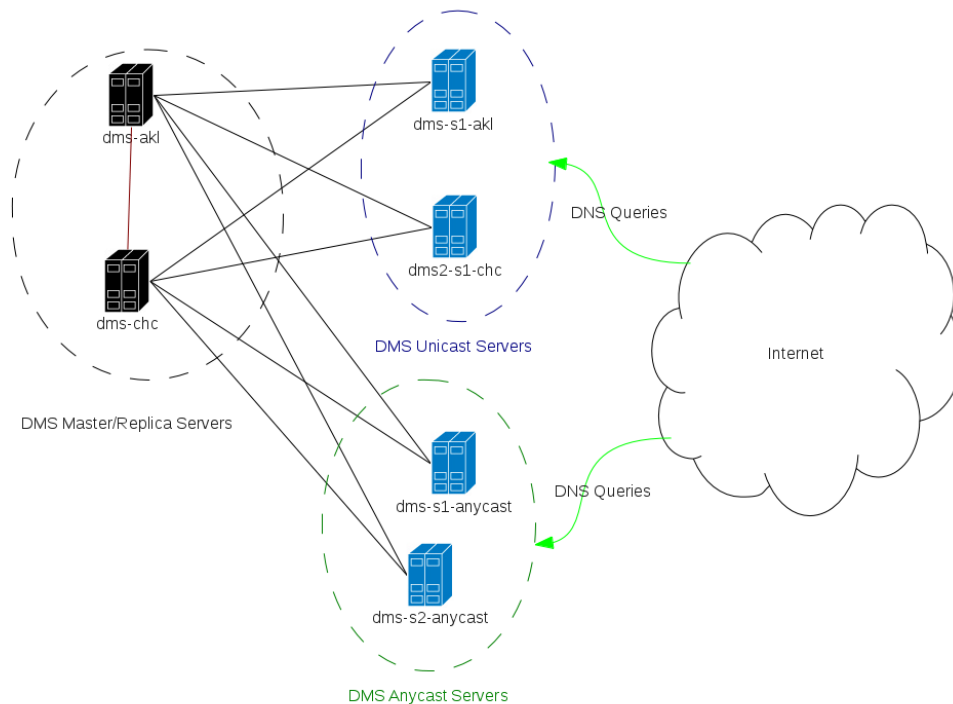 dms-akl
dms-s1-akl
DNS Queries
dms2-s1-chc
dms-chc
DMS Unicast Servers
Internet
DMS Master/Replica Servers
DNS Queries
dms-s1-anycast
dms-s2-anycast
DMS Anycast Servers